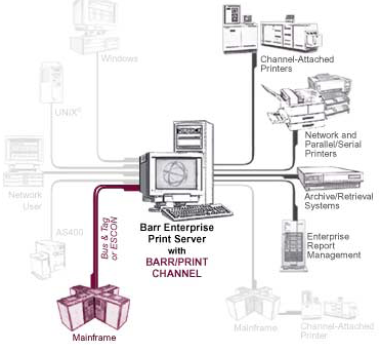 Windows
Channel-Attached
Printers
UNIX®
Network and
Parallel/Serial
Printers
Network
User
Archive/Retrieval
Systems
Bus & Tag
or ESCON
AS400
Barr Enterprise
Print Server
with
BARR/PRINT
CHANNEL
Enterprise
Report
Management
Mainframe
Mainframe
Channel-Attached
Printer